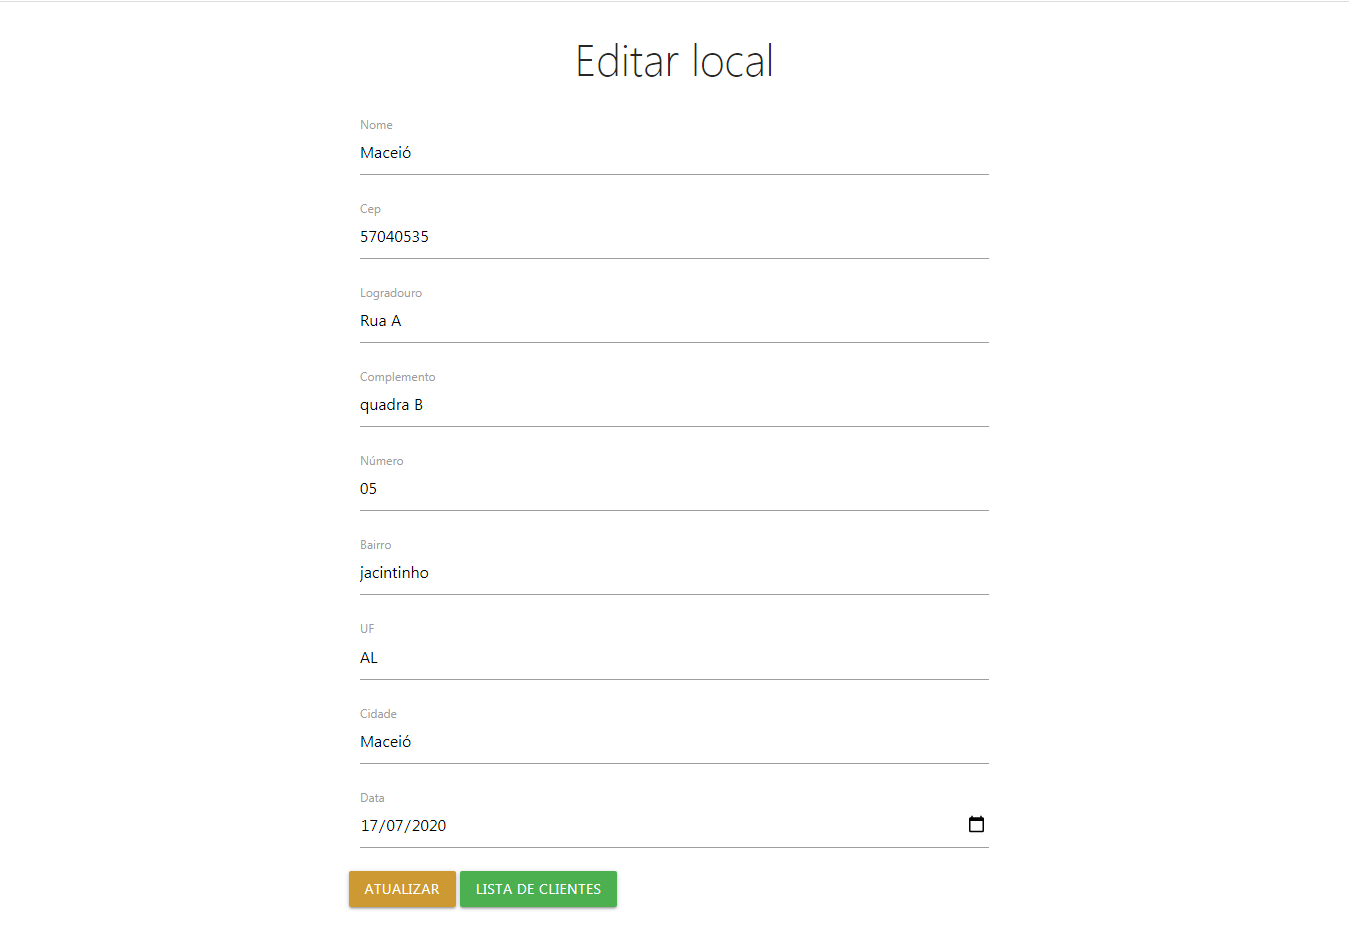 Editar local
Nome
Maceió
Cep
57040535
Logradouro
Rua A
Complemento
quadra B
Número
05
Bairro
jacintinho
UF
AL
Cidade
Maceió
Data
17/07/2020
ATUALIZAR LISTA DE CLIENTES